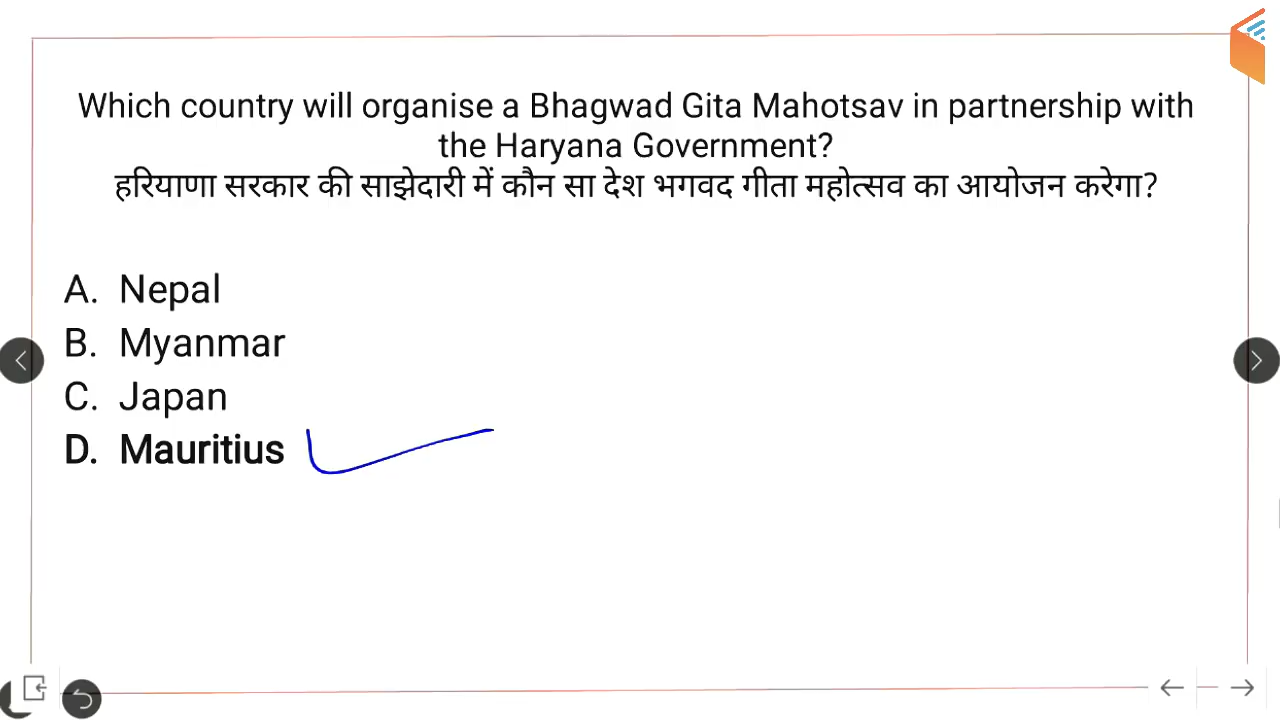 Which country will organise a Bhagwad Gita Mahotsav in partnership with
the Haryana Government?
हरियाणा सरकार की साझेदारी में कौन सा देश भगवद गीता महोत्सव का आयोजन करेगा?
A. Nepal
B. Myanmar
C. Japan
D. Mauritius